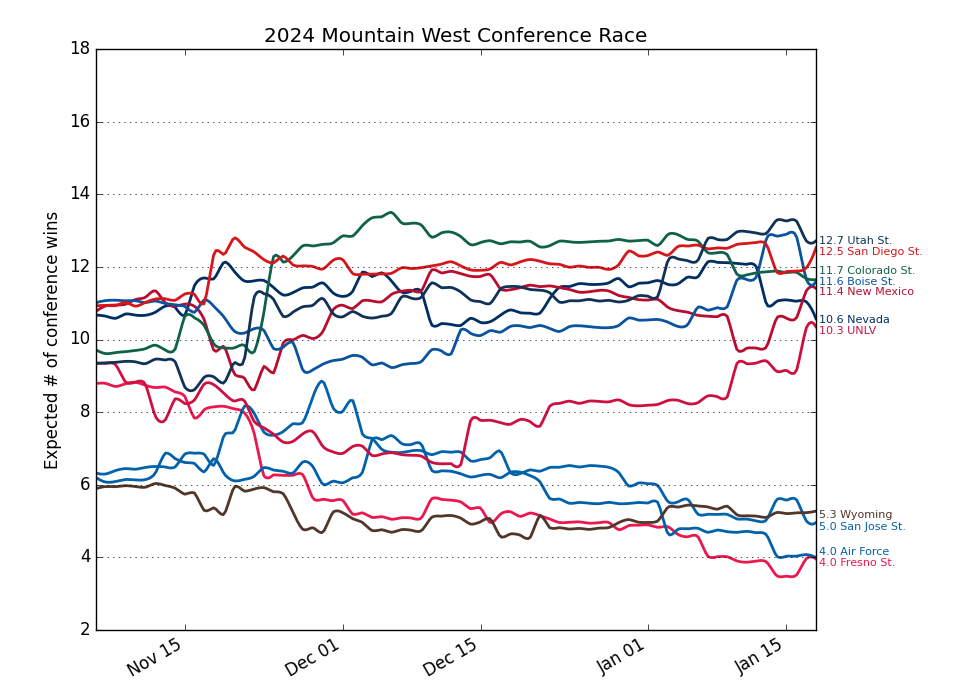 2024 Mountain West Conference Race
Expected # of conference wins
18
16
14
12
10
8
6
4
2
Nov 15
Dec 01
Dec 15
Jan 01
Jan 15
12.7 Utah St.
12.5 San Diego St.
11.7 Colorado St.
11.6 Boise St.
11.4 New Mexico
10.6 Nevada
10.3 UNLV
5.3 Wyoming
5.0 San Jose St.
4.0 Air Force
4.0 Fresno St.